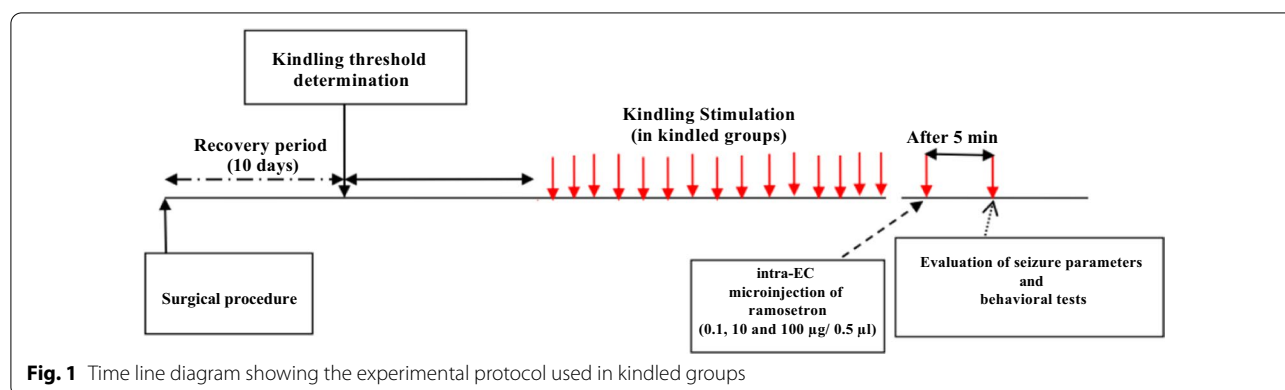 Kindling threshold
determination
Recovery period
(10 days)
Kindling Stimulation
(in kindled groups)
After 5 min
Surgical procedure
intra-EC
microinjection of
ramosetron
(0.1, 10 and 100 µg/ 0.5 µl)
Evaluation of seizure parameters
and
behavioral tests
Fig. 1 Time line diagram showing the experimental protocol used in kindled groups